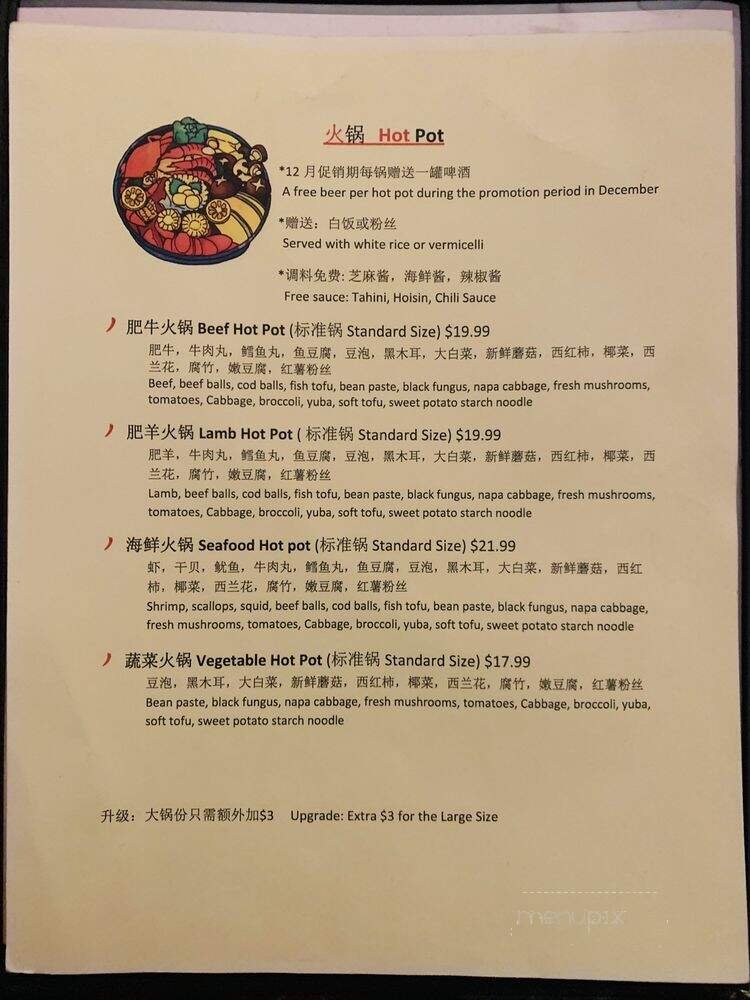 火锅 Hot Pot
*12 月促销期每锅赠送一罐啤酒
A free beer per hot pot during the promotion period in December
*赠送：白饭或粉丝
Served with white rice or vermicelli
*调料免费: 芝麻酱，海鲜酱，辣椒酱
Free sauce: Tahini, Hoisin, Chili Sauce
肥牛火锅 Beef Hot Pot (标准锅 Standard Size) $19.99
肥牛，牛肉丸，鳕鱼丸，鱼豆腐，豆泡，黑木耳，大白菜，新鲜蘑菇，西红柿，椰菜，西
兰花，腐竹，嫩豆腐，红薯粉丝
Beef, beef balls, cod balls, fish tofu, bean paste, black fungus, napa cabbage, fresh mushrooms,
tomatoes, Cabbage, broccoli, yuba, soft tofu, sweet potato starch noodle
肥羊火锅 Lamb Hot Pot ( 标准锅 Standard Size) $19.99
肥羊，牛肉丸，鳕鱼丸，鱼豆腐，豆泡，黑木耳，大白菜，新鲜蘑菇，西红柿，椰菜，西
兰花，腐竹，嫩豆腐，红薯粉丝
Lamb, beef balls, cod balls, fish tofu, bean paste, black fungus, napa cabbage, fresh mushrooms,
tomatoes, Cabbage, broccoli, yuba, soft tofu, sweet potato starch noodle
海鲜火锅 Seafood Hot pot (标准锅 Standard Size) $21.99
虾，干贝，鱿鱼，牛肉丸，鳕鱼丸，鱼豆腐，豆泡，黑木耳，大白菜，新鲜蘑菇，西红
柿，椰菜，西兰花，腐竹，嫩豆腐，红薯粉丝
Shrimp, scallops, squid, beef balls, cod balls, fish tofu, bean paste, black fungus, napa cabbage,
fresh mushrooms, tomatoes, Cabbage, broccoli, yuba, soft tofu, sweet potato starch noodle
蔬菜火锅 Vegetable Hot Pot (标准锅 Standard Size) $17.99
豆泡，黑木耳，大白菜，新鲜蘑菇，西红柿，椰菜，西兰花，腐竹，嫩豆腐，红薯粉丝
Bean paste, black fungus, napa cabbage, fresh mushrooms, tomatoes, Cabbage, broccoli, yuba,
soft tofu, sweet potato starch noodle
升级：大锅份只需额外加$3 Upgrade: Extra $3 for the Large Size
menupix